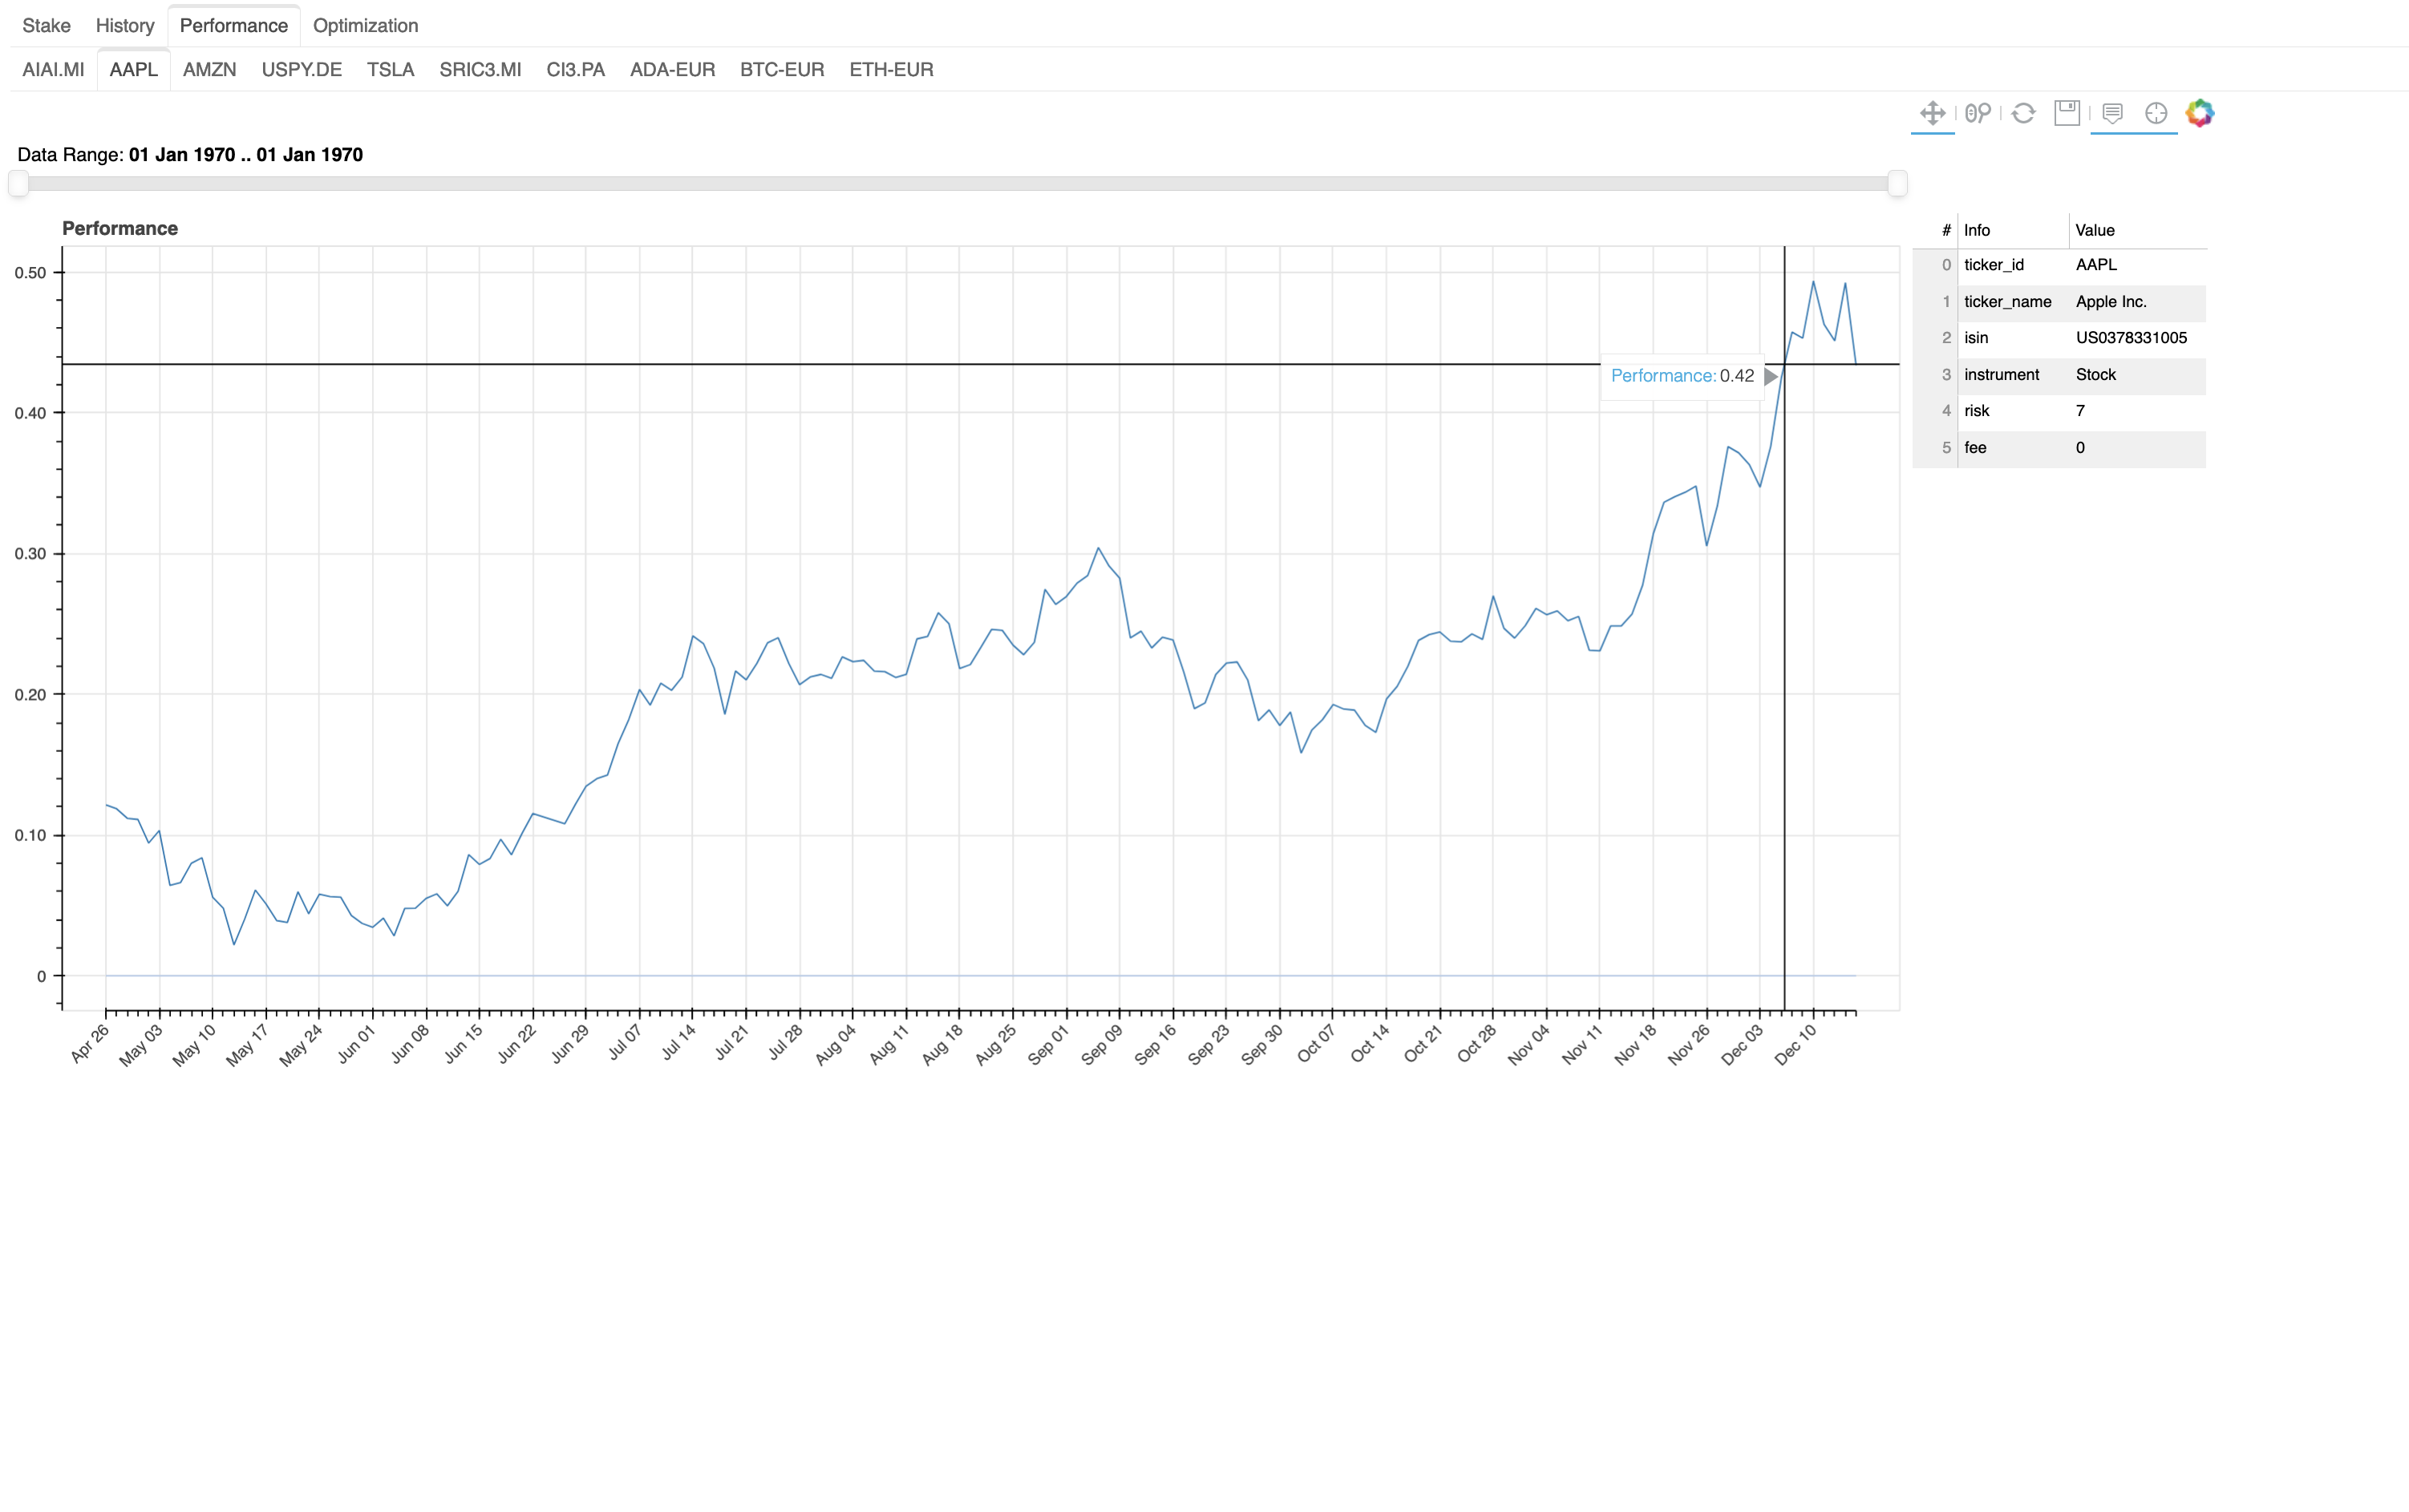 Stake History Performance Optimization
AIAI.MI AAPL AMZN USPY.DE TSLA SRIC3.MI CI3.PA ADA-EUR BTC-EUR ETH-EUR
Data Range: 01 Jan 1970 .. 01 Jan 1970
Performance
0.50
0.40
0.30
0.20
0.10
0
Performance: 0.42
Apr 26 May 03 May 10 May 17 May 24 Jun 01 Jun 08 Jun 15 Jun 22 Jun 29 Jul 07 Jul 14 Jul 21 Jul 28 Aug 04 Aug 11 Aug 18 Aug 25 Sep 01 Sep 09 Sep 16 Sep 23 Sep 30 Oct 07 Oct 14 Oct 21 Oct 28 Nov 04 Nov 11 Nov 18 Nov 26 Dec 03 Dec 10
# Info Value
0 ticker_id AAPL
1 ticker_name Apple Inc.
2 isin US0378331005
3 instrument Stock
4 risk 7
5 fee 0